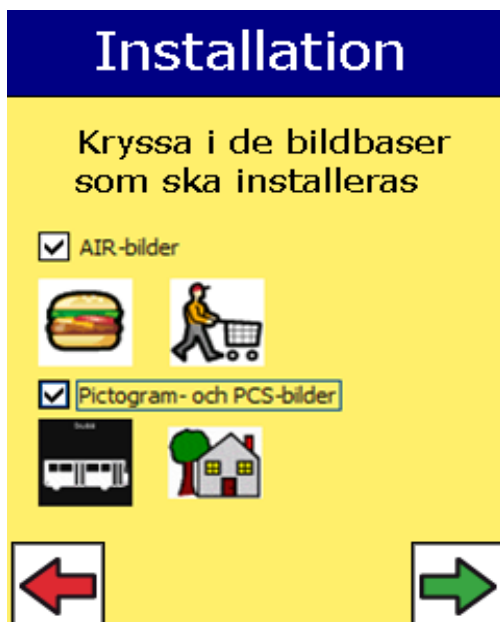 Installation
Kryssa i de bildbaser
som ska installeras
AIR-bilder
Pictogram- och PCS-bilder